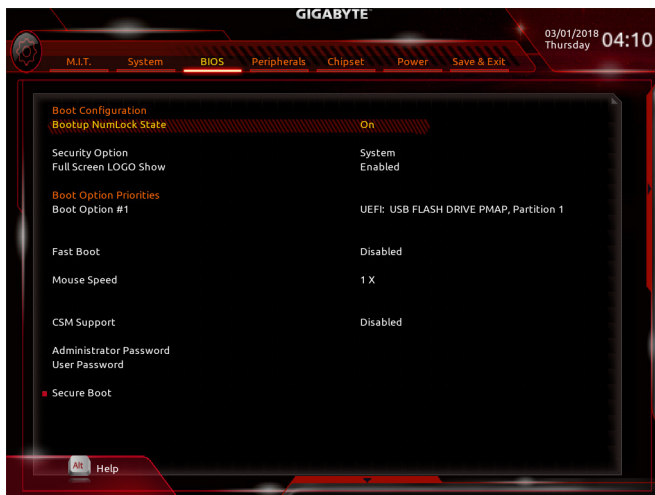 GIGABYTE™
03/01/2018
Thursday 04:10
M.I.T. System BIOS Peripherals Chipset Power Save & Exit
Boot Configuration
Bootup NumLock State On
Security Option System
Full Screen LOGO Show Enabled
Boot Option Priorities
Boot Option #1 UEFI: USB FLASH DRIVE PMAP, Partition 1
Fast Boot Disabled
Mouse Speed 1 X
CSM Support Disabled
Administrator Password
User Password
Secure Boot
Alt Help